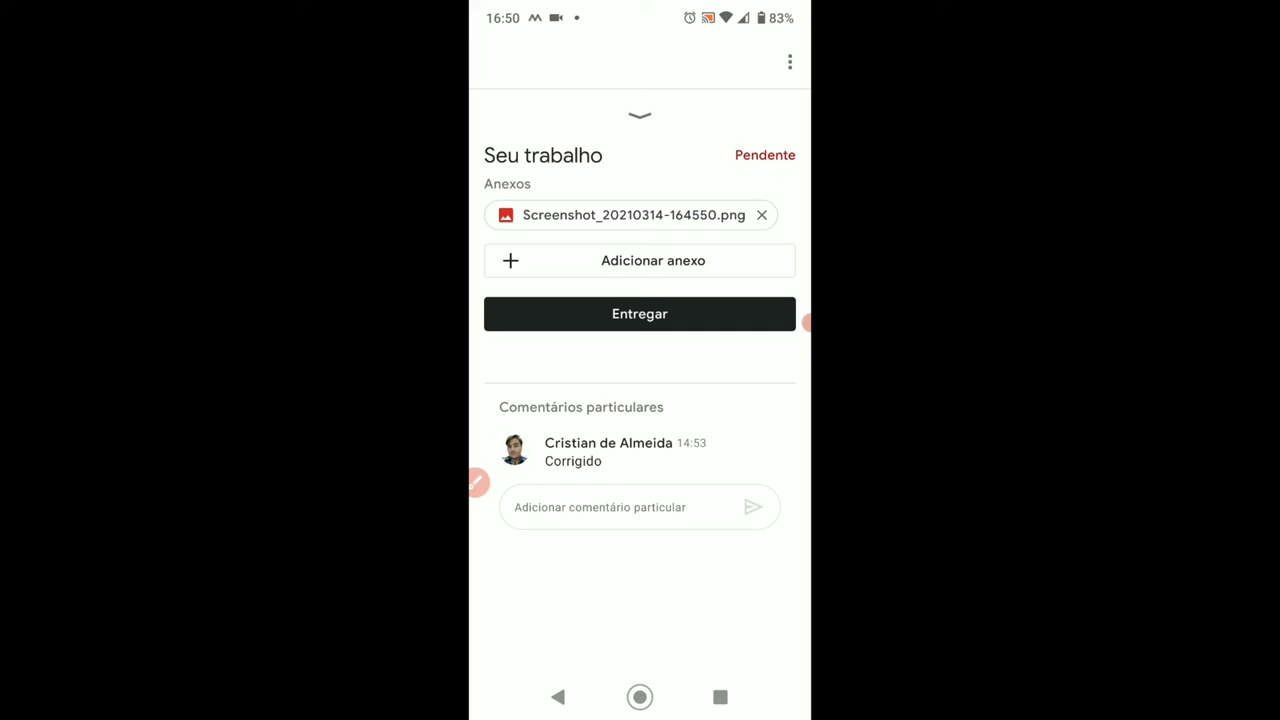 16:50 83%
Seu trabalho Pendente
Anexos
Screenshot_20210314-164550.png
Adicionar anexo
Entregar
Comentários particulares
Cristian de Almeida 14:53
Corrigido
Adicionar comentário particular